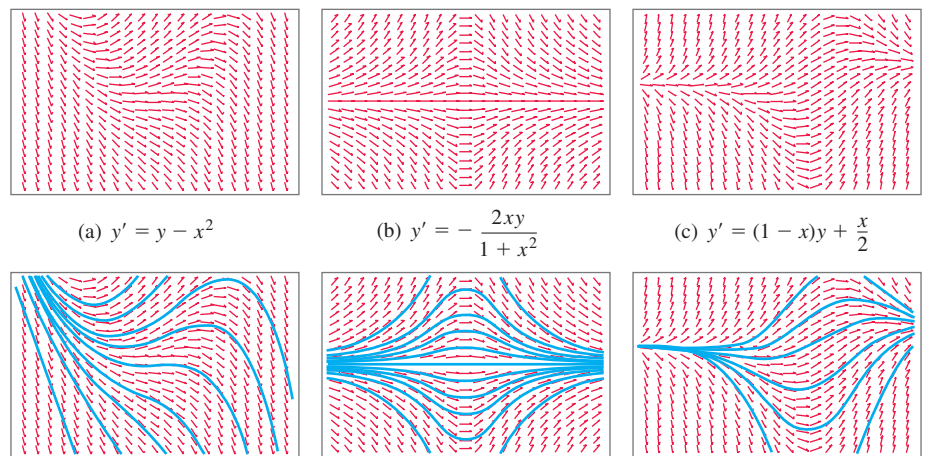 (a) y′ = y − x²
(b) y′ = − 2xy / 1 + x²
(c) y′ = (1 − x)y + x/2